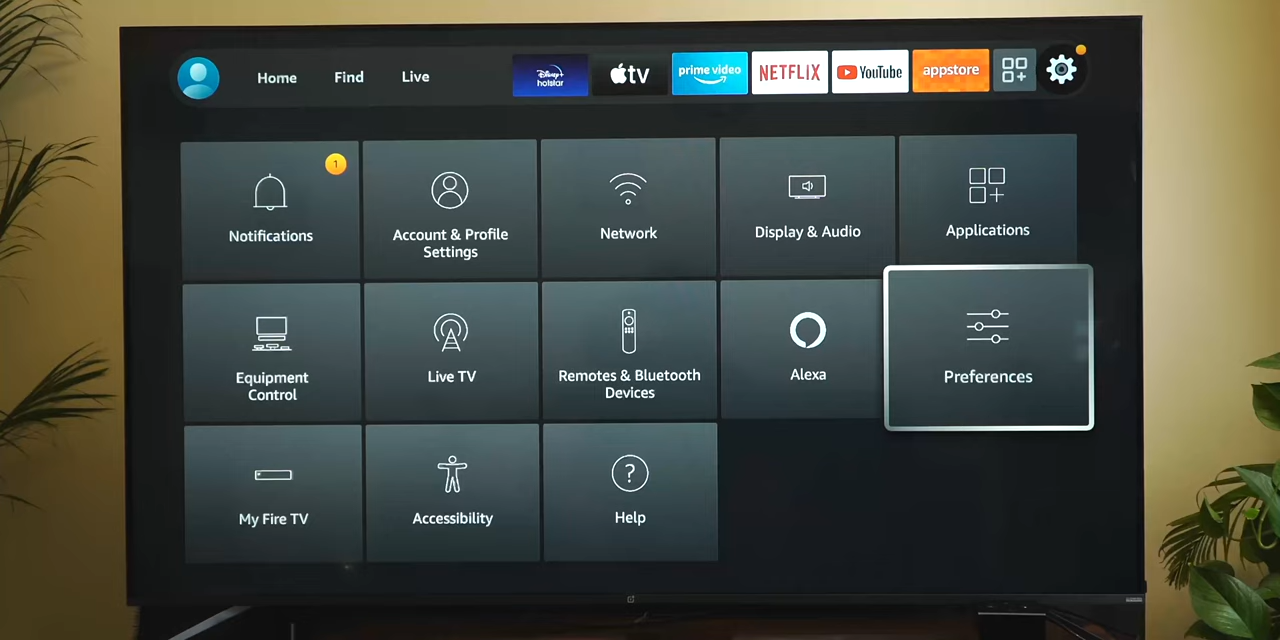 Home
Find
Live
Disney+
hotstar
tv
prime video
NETFLIX
YouTube
appstore
1
Notifications
Account & Profile
Settings
Network
Display & Audio
Applications
Equipment
Control
Live TV
Remotes & Bluetooth
Devices
Alexa
Preferences
My Fire TV
Accessibility
?
Help